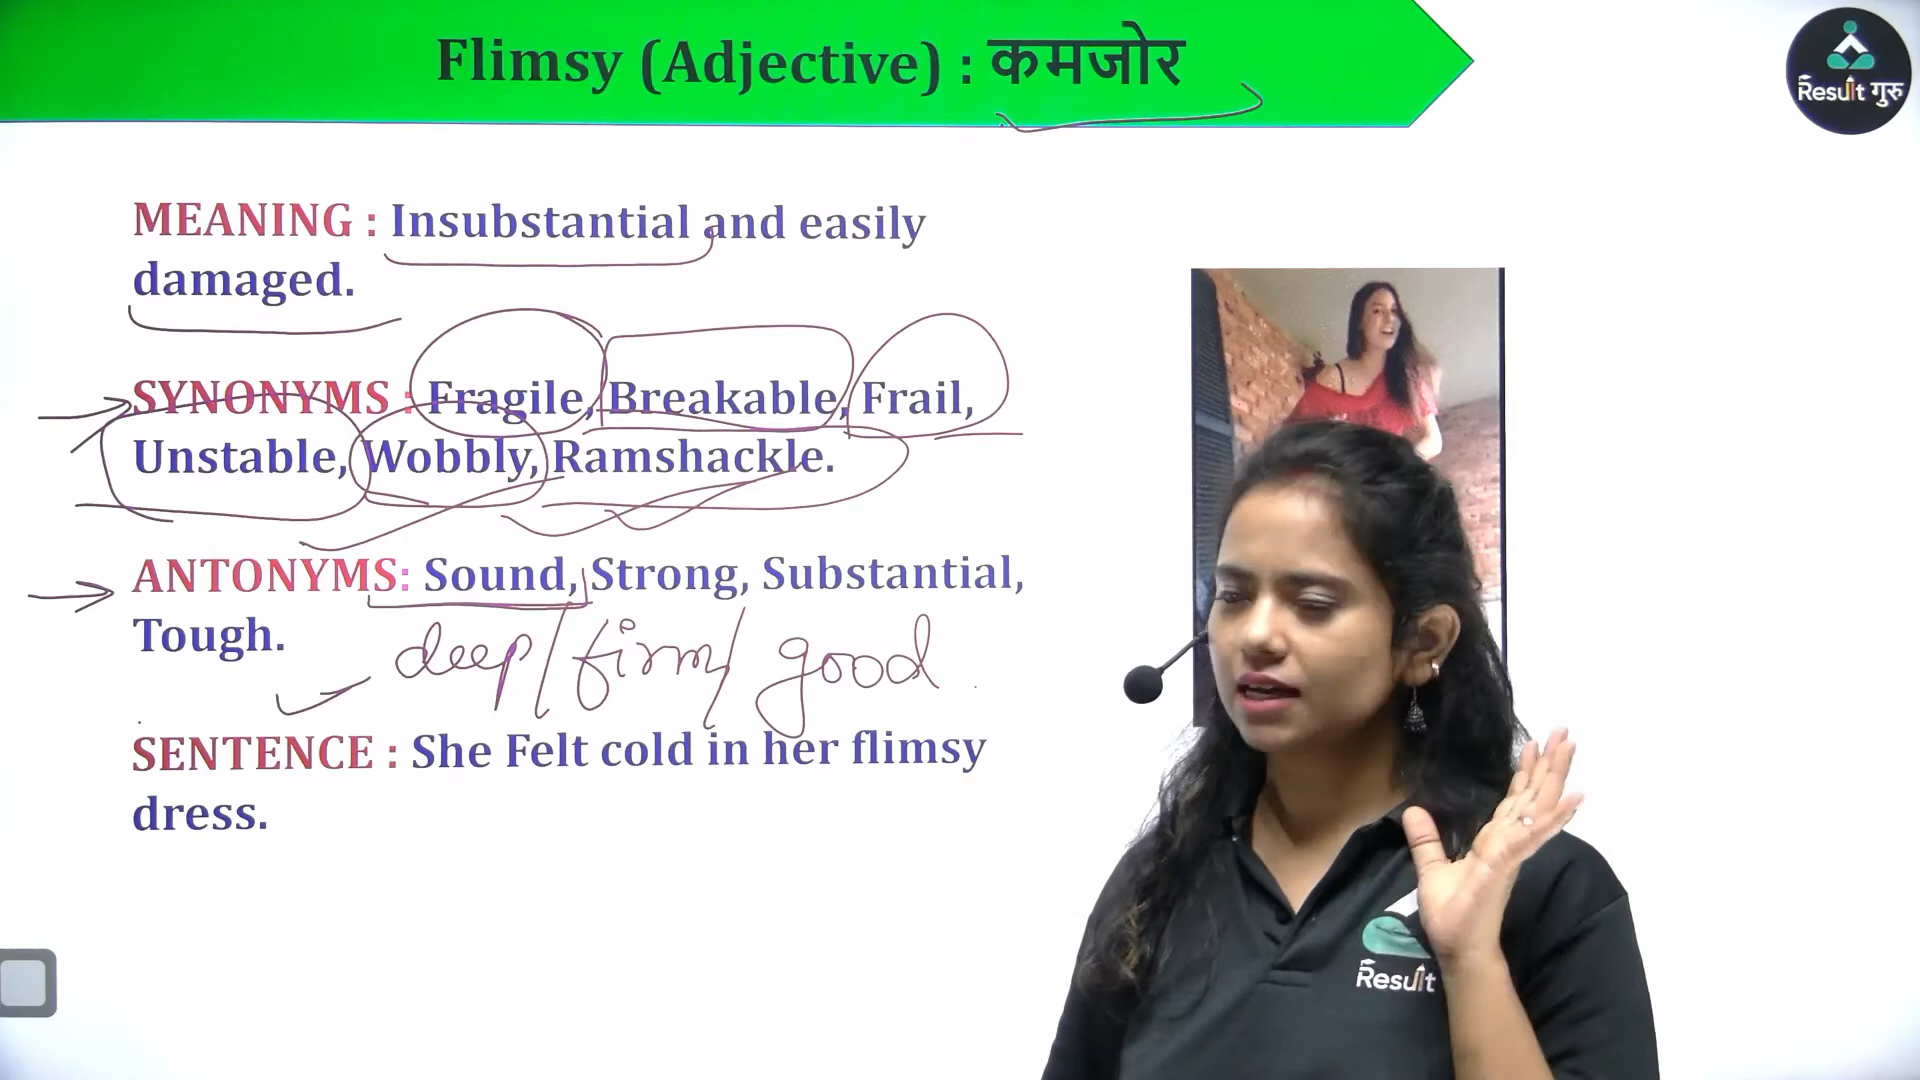 Flimsy (Adjective) : कमजोर
Result गुरु
MEANING : Insubstantial and easily
damaged.
SYNONYMS : Fragile, Breakable, Frail,
Unstable, Wobbly, Ramshackle.
ANTONYMS: Sound, Strong, Substantial,
Tough.
deep/firm/good
SENTENCE : She Felt cold in her flimsy
dress.
Result